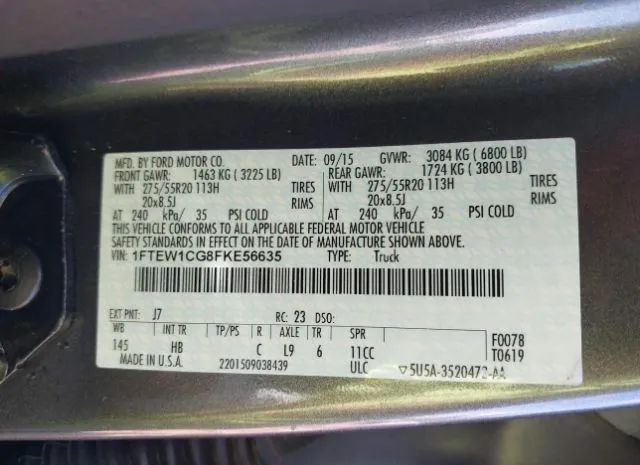 MFD. BY FORD MOTOR CO. DATE: 09/15 GVWR: 3084 KG ( 6800 LB)
FRONT GAWR: 1463 KG ( 3225 LB) REAR GAWR: 1724 KG ( 3800 LB)
WITH 275/55R20 113H TIRES WITH 275/55R20 113H TIRES
20x8.5J RIMS 20x8.5J RIMS
AT 240 kPa/ 35 PSI COLD AT 240 kPa/ 35 PSI COLD
THIS VEHICLE CONFORMS TO ALL APPLICABLE FEDERAL MOTOR VEHICLE
SAFETY STANDARDS IN EFFECT ON THE DATE OF MANUFACTURE SHOWN ABOVE.
VIN: 1FTEW1CG8FKE56635 TYPE: Truck
EXT PNT: J7 RC: 23 DSO:
WB INT TR TP/PS R AXLE TR SPR F0078
145 HB C L9 6 11CC T0619
MADE IN U.S.A. 2201509038439 ULC ▽5U5A-3520472-AA